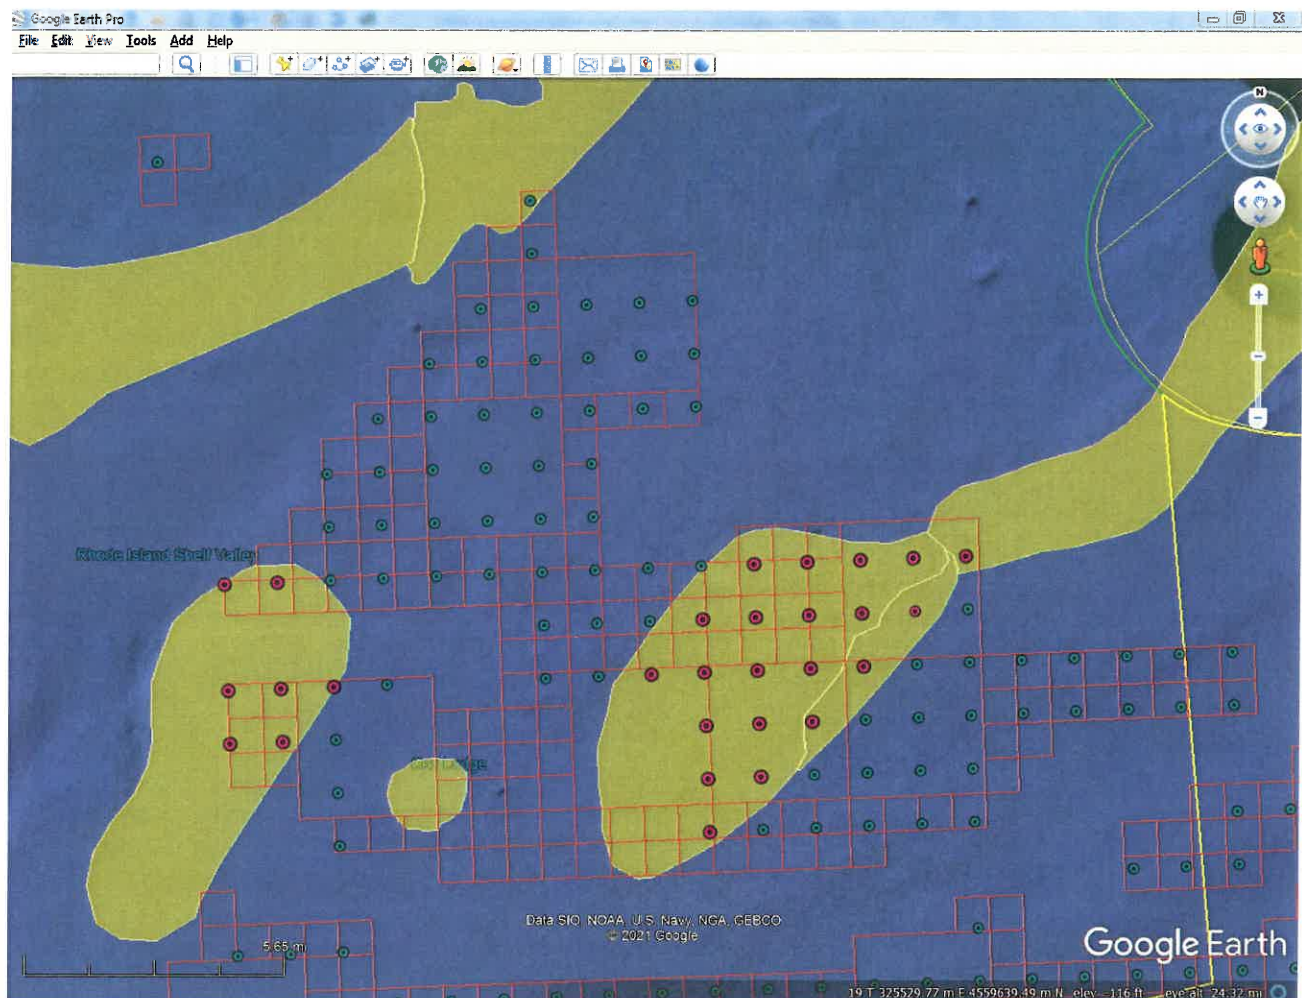 Google Earth Pro
File Edit View Tools Add Help
N
Rhode Island Shelf Valley
Cox Ledge
5.65 mi
Data SIO, NOAA, U.S. Navy, NGA, GEBCO
© 2021 Google
Google Earth
19 T 325529.77 m E 4559639.49 m N elev -116 ft eye alt 24.32 mi